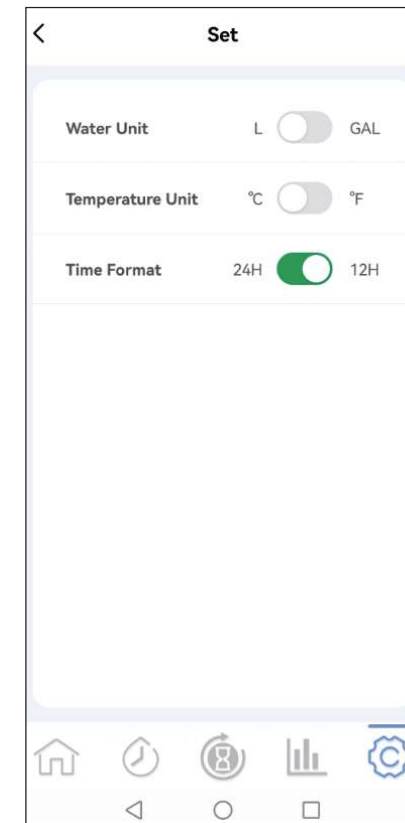 Set
Water Unit L GAL
Temperature Unit °C °F
Time Format 24H 12H